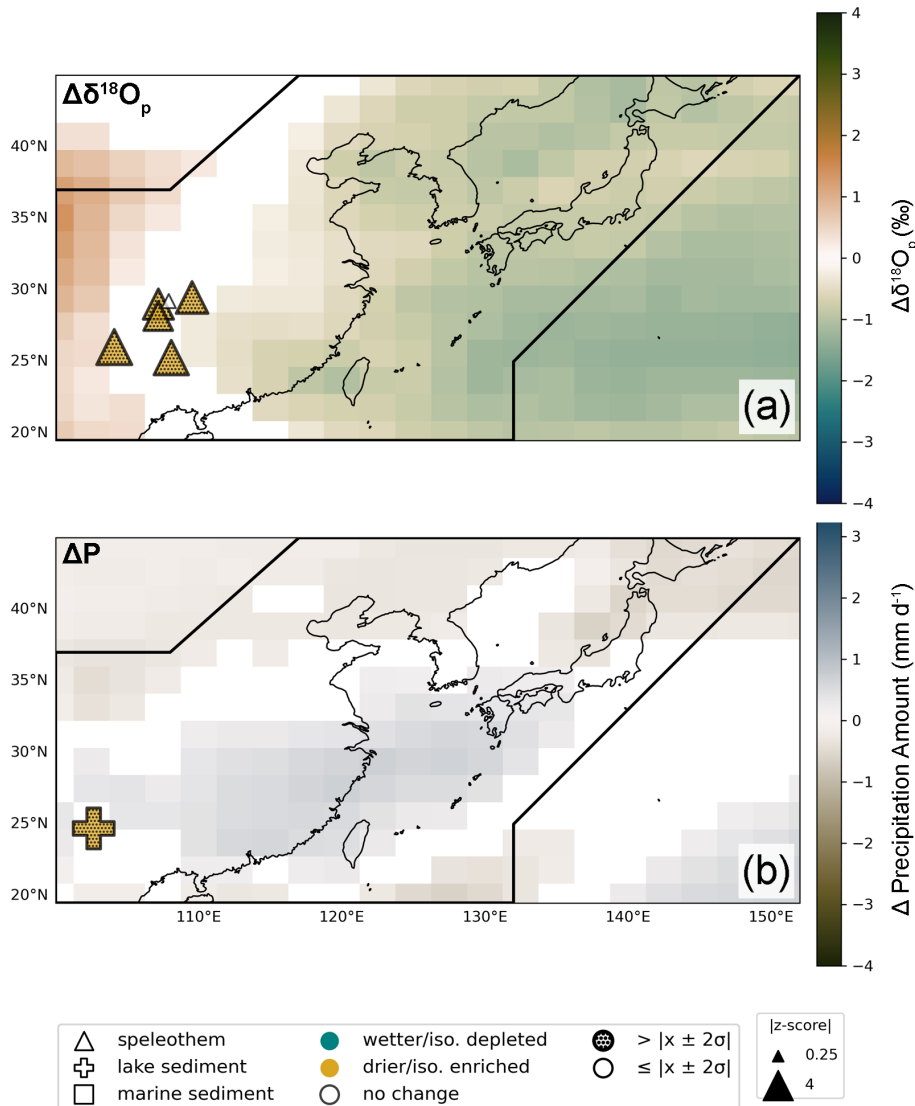 Δδ¹⁸Oₚ
40°N
35°N
30°N
25°N
20°N
(a)
4
3
2
1
0
−1
−2
−3
−4
Δδ¹⁸Oₚ (‰)
ΔP
40°N
35°N
30°N
25°N
20°N
110°E
120°E
130°E
140°E
150°E
(b)
3
2
1
0
−1
−2
−3
−4
Δ Precipitation Amount (mm d⁻¹)
speleothem
lake sediment
marine sediment
wetter/iso. depleted
drier/iso. enriched
no change
> |x ± 2σ|
≤ |x ± 2σ|
|z-score|
0.25
4